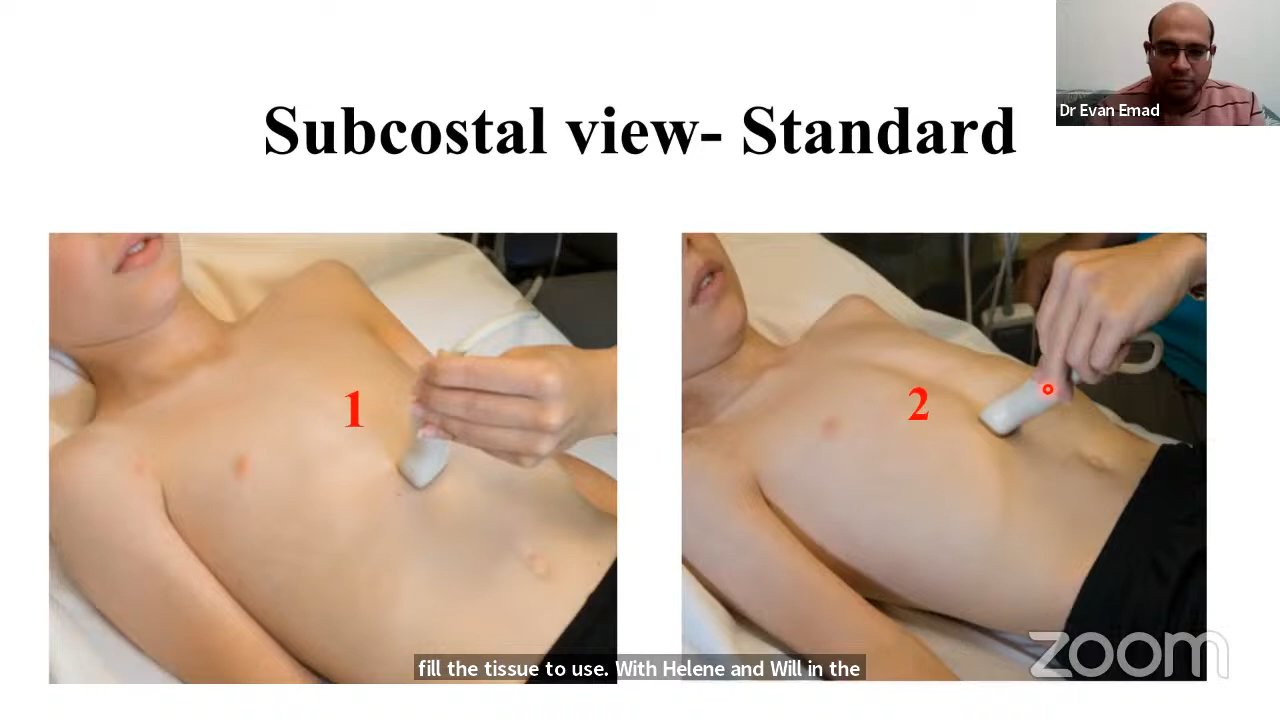 Dr Evan Emad
Subcostal view- Standard
1
2
fill the tissue to use. With Helene and Will in the
zoom